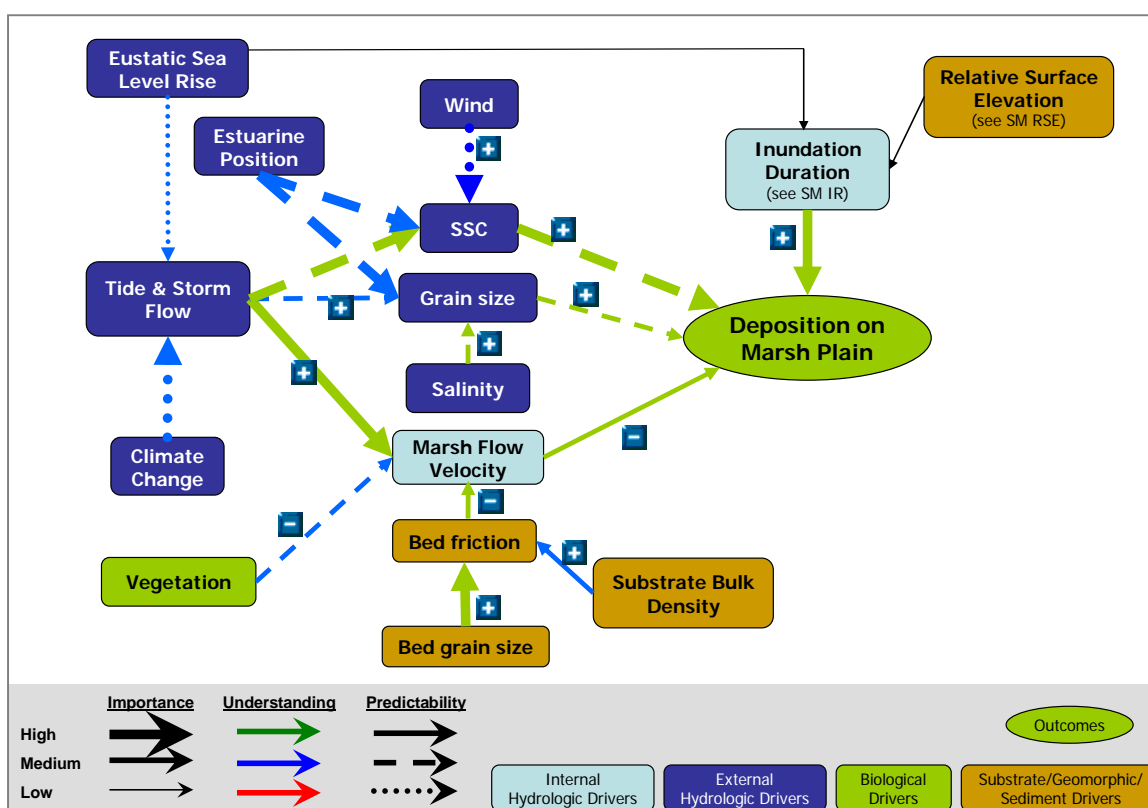 Eustatic Sea
Level Rise
Wind
Relative Surface
Elevation
(see SM RSE)
Estuarine
Position
Inundation
Duration
(see SM IR)
+
SSC
+
+
Tide & Storm
Flow
Grain size
+
+
Deposition on
Marsh Plain
+
+
Salinity
Climate
Change
Marsh Flow
Velocity
−
−
−
Bed friction
+
Vegetation
Substrate Bulk
Density
+
Bed grain size
Importance Understanding Predictability
High
Medium
Low
Outcomes
Internal
Hydrologic Drivers
External
Hydrologic Drivers
Biological
Drivers
Substrate/Geomorphic/
Sediment Drivers